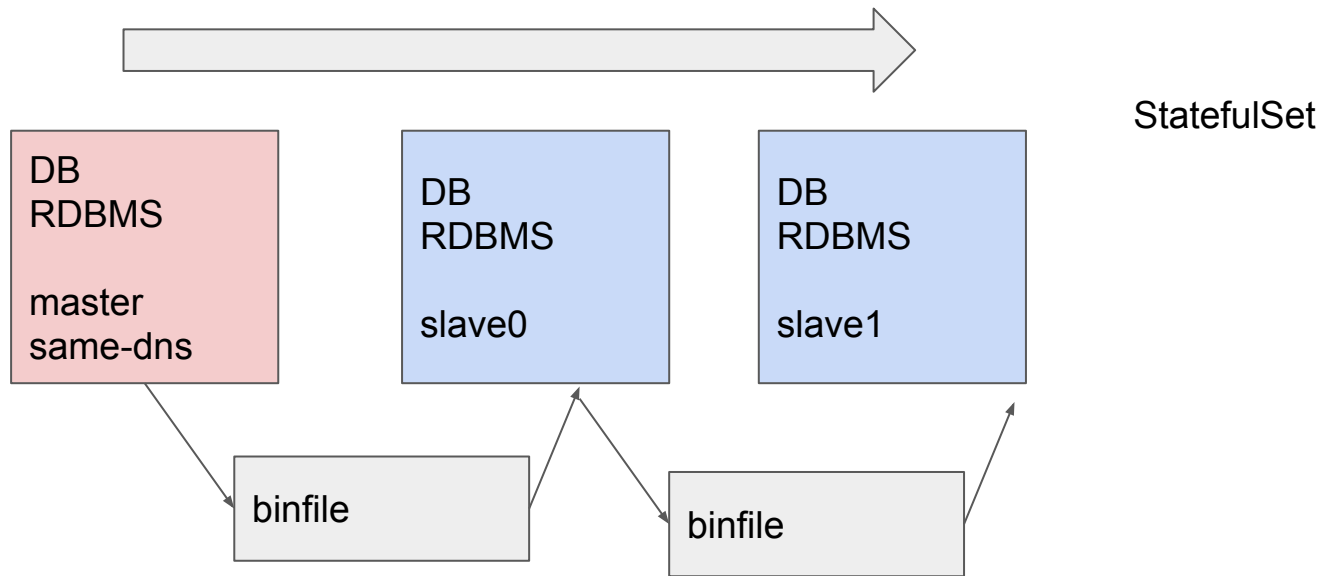 StatefulSet
DB
RDBMS
master
same-dns
DB
RDBMS
slave0
DB
RDBMS
slave1
binfile
binfile